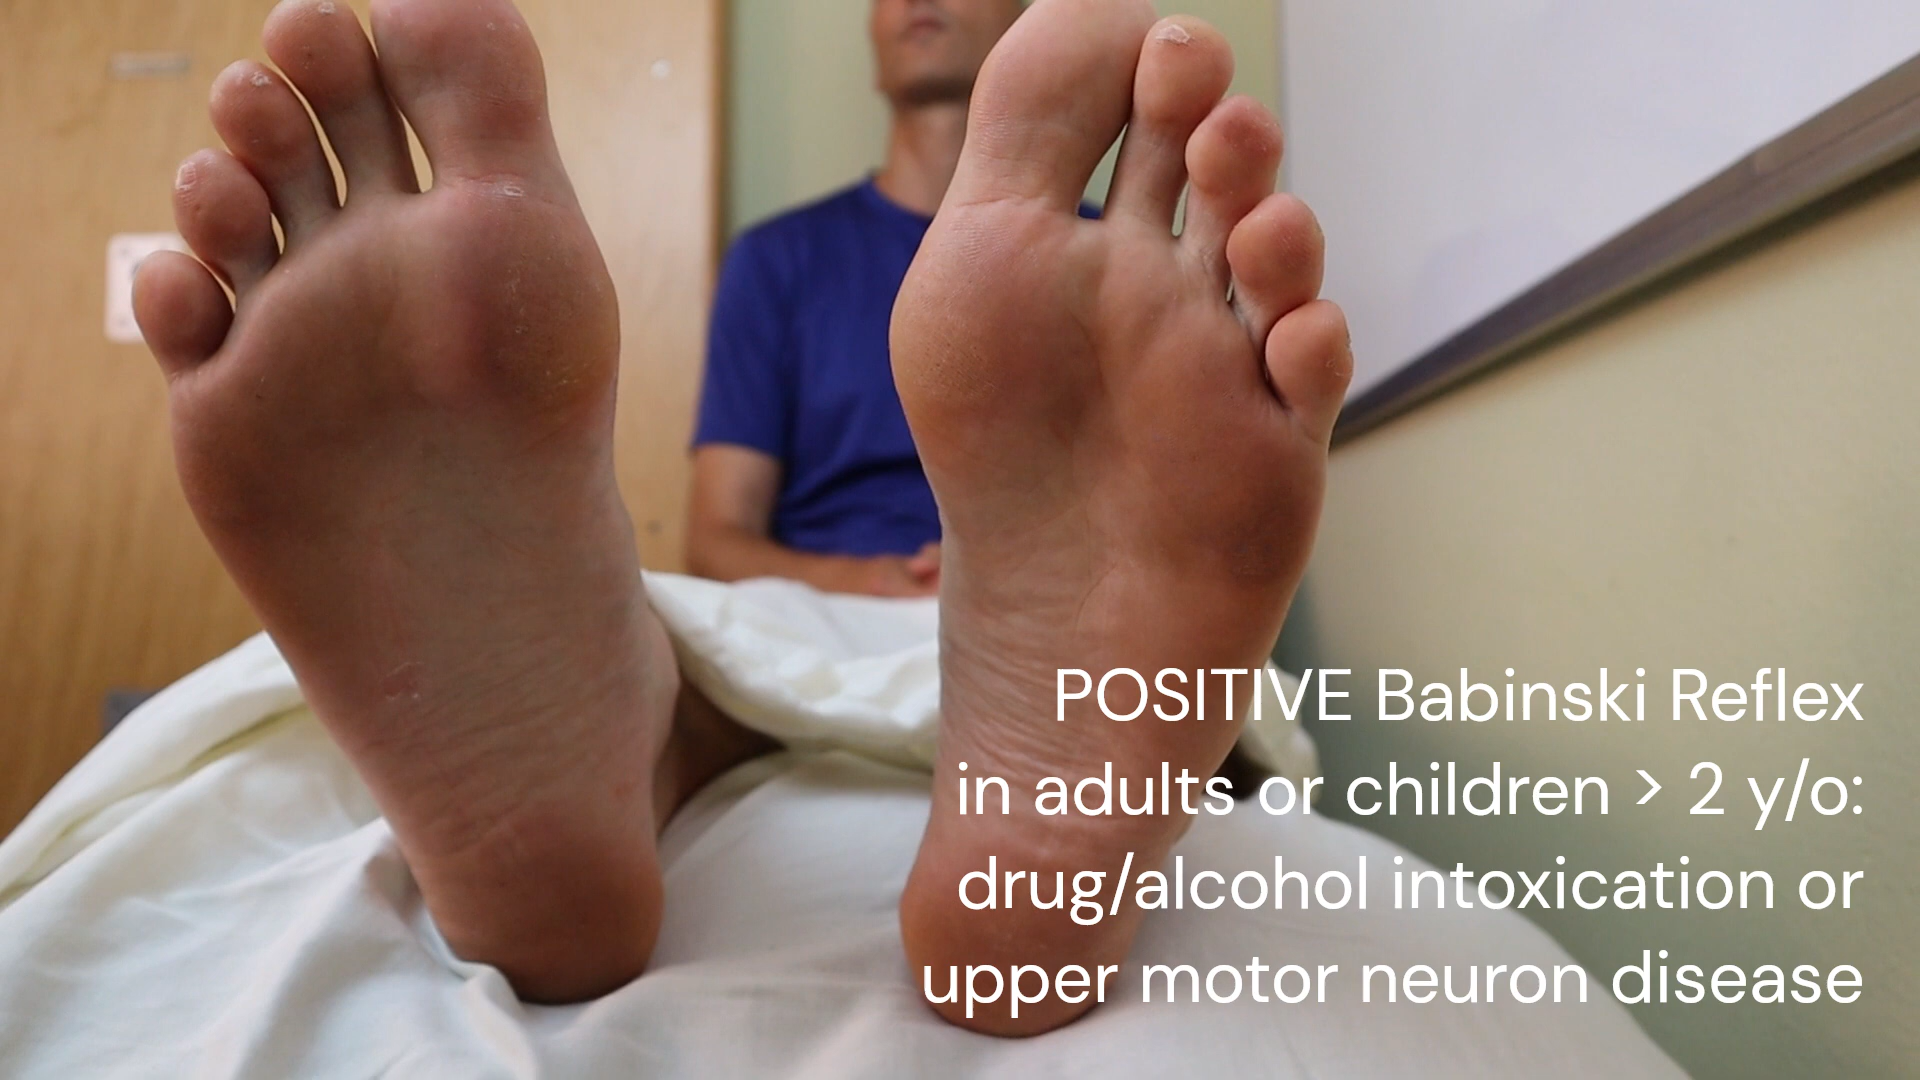 POSITIVE Babinski Reflex
in adults or children > 2 y/o:
drug/alcohol intoxication or
upper motor neuron disease